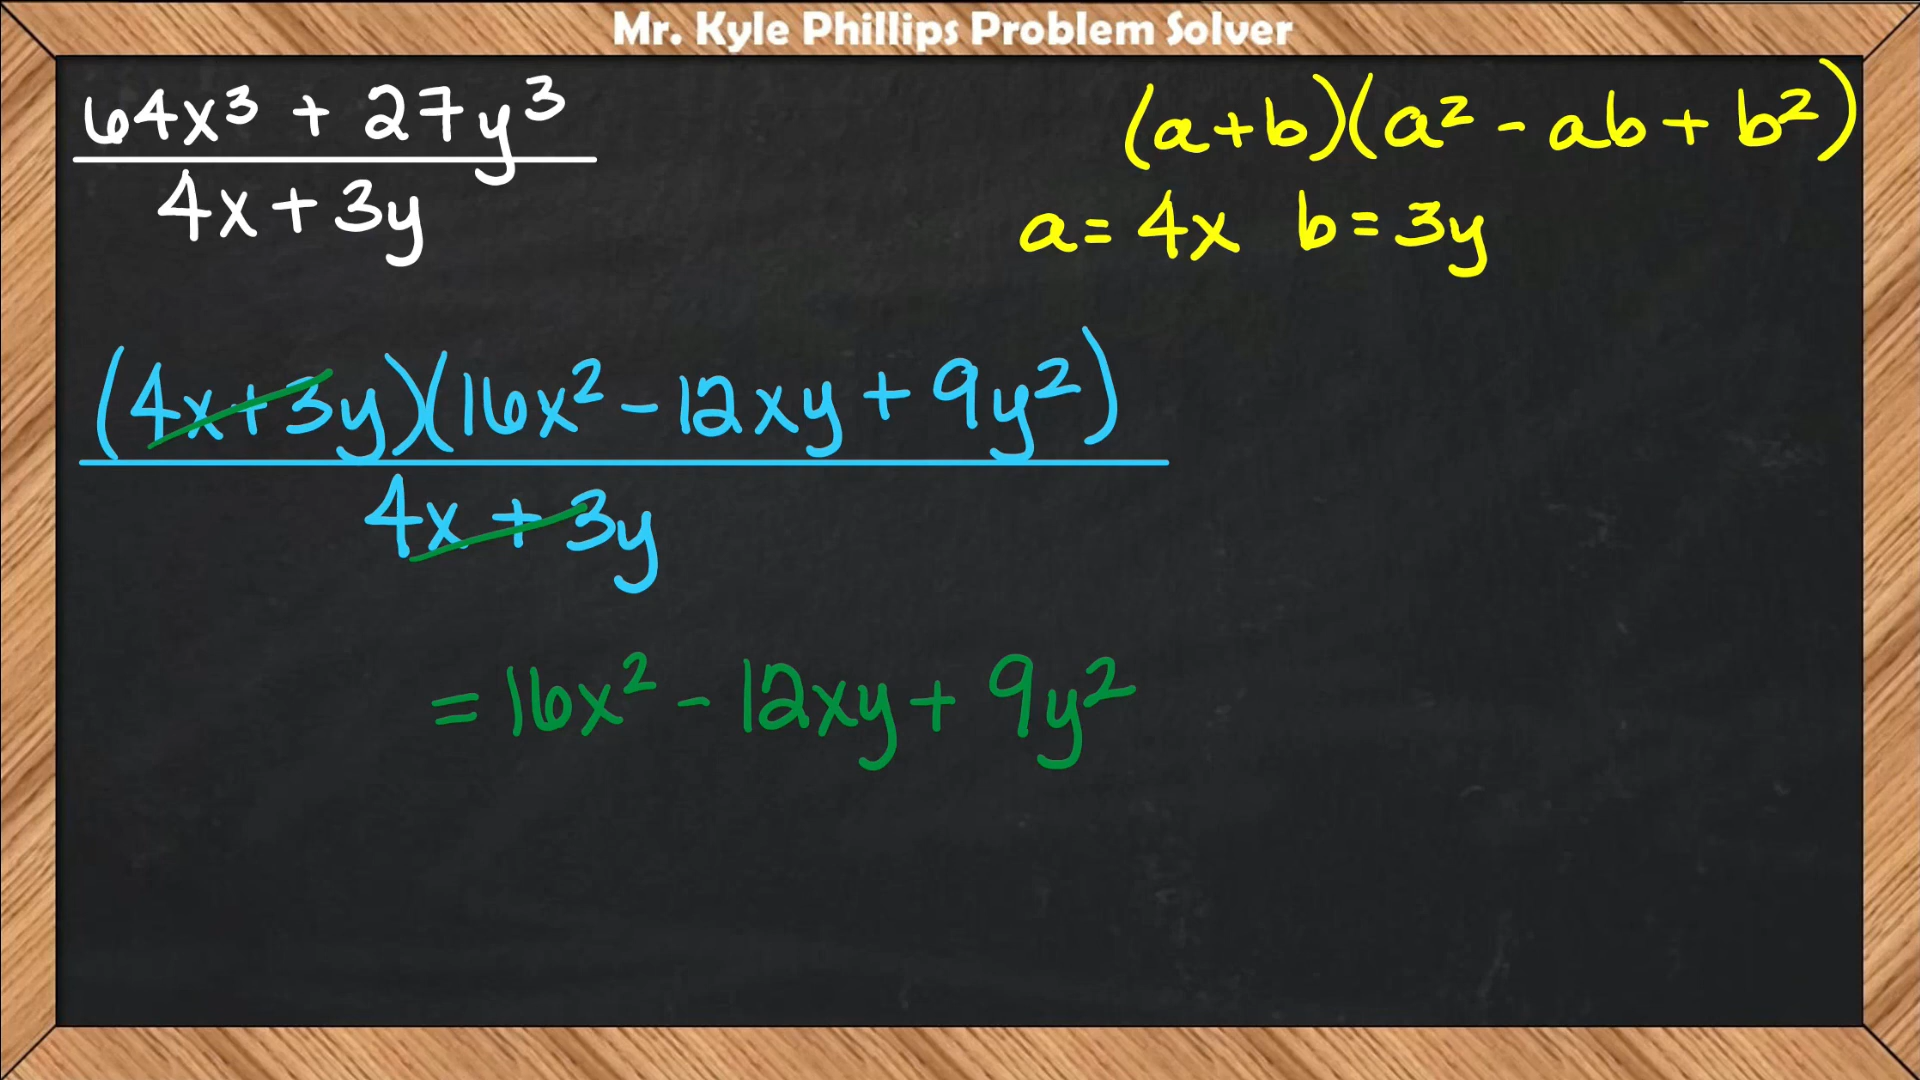 Mr. Kyle Phillips Problem Solver
64x³ + 27y³
4x + 3y
(a+b)(a² - ab + b²)
a = 4x b = 3y
(4x+3y)(16x² - 12xy + 9y²)
4x + 3y
= 16x² - 12xy + 9y²